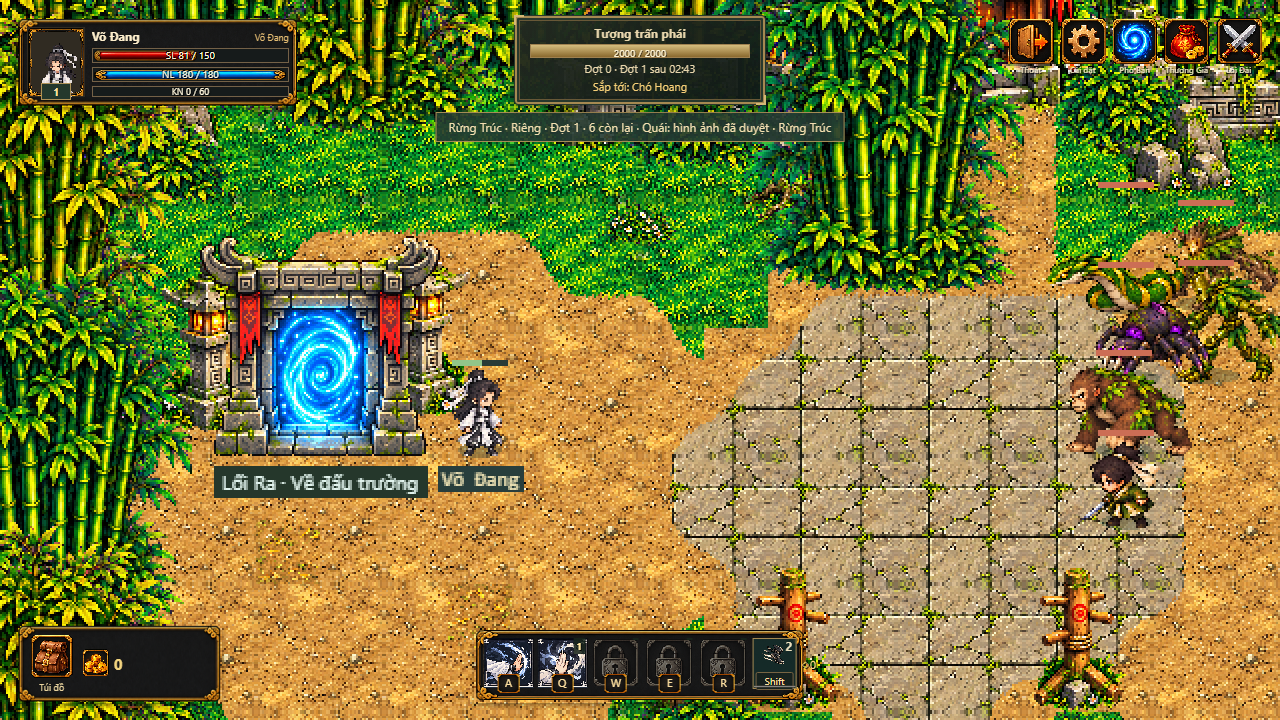 Võ Đang
Võ Đang
SL 81 / 150
NL 180 / 180
KN 0 / 60
1
Tượng trấn phái
2000 / 2000
Đợt 0 · Đợt 1 sau 02:43
Sắp tới: Chó Hoang
Rừng Trúc · Riêng · Đợt 1 · 6 còn lại · Quái: hình ảnh đã duyệt · Rừng Trúc
Lối Ra - Về đấu trường
Võ Đang
0
Túi đồ
1
2
A
Q
W
E
R
Shift